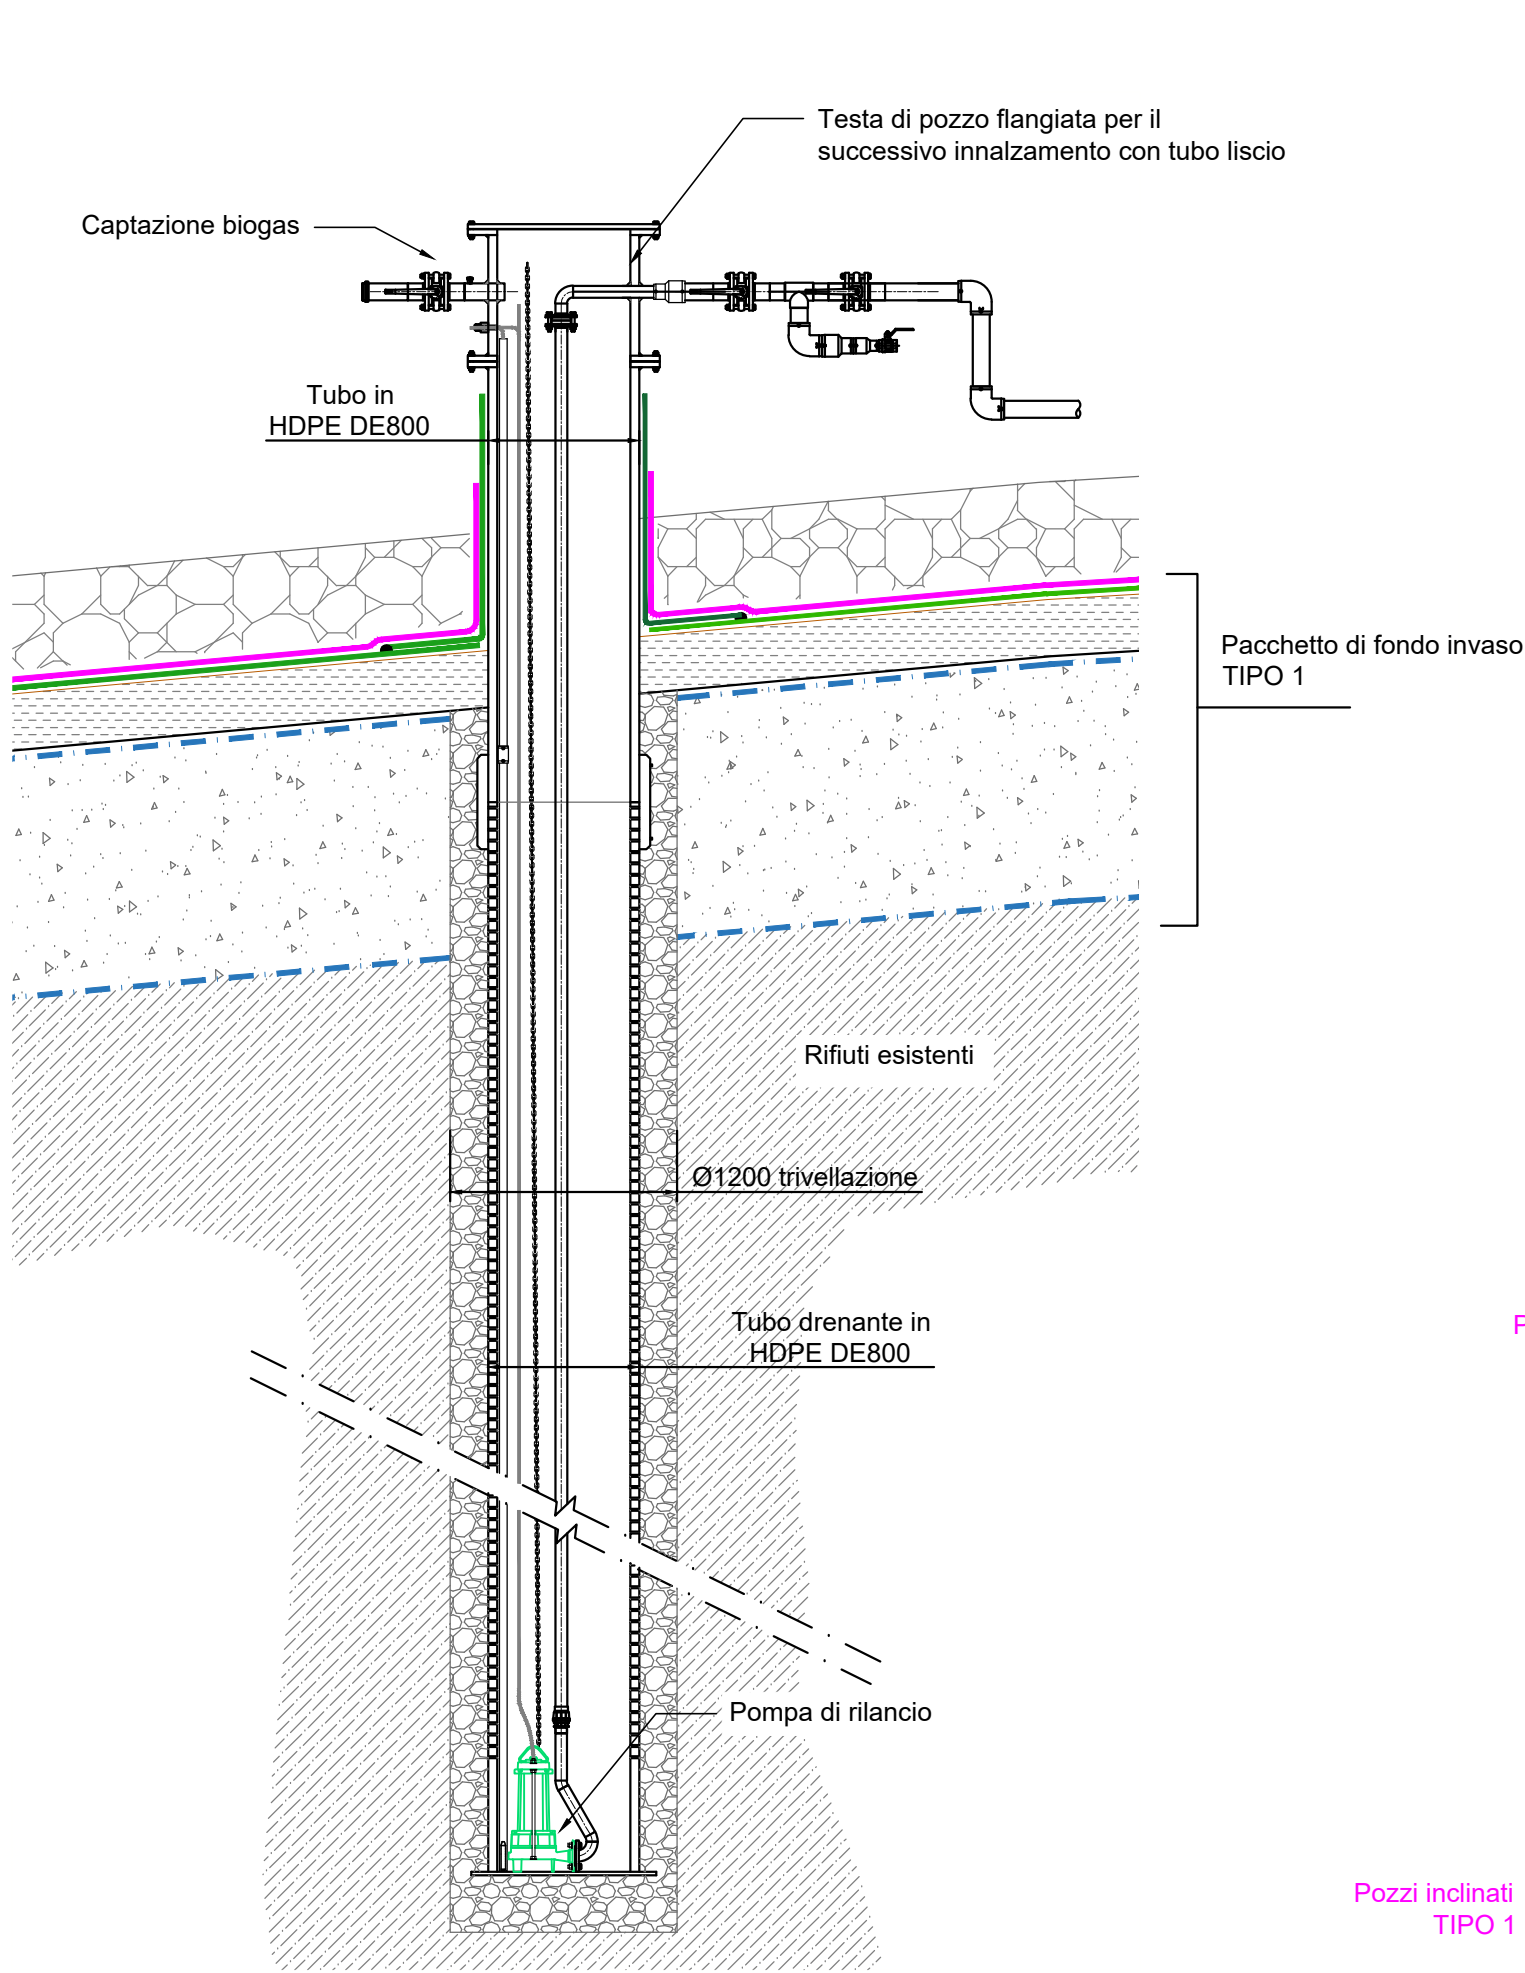 Testa di pozzo flangiata per il
successivo innalzamento con tubo liscio
Captazione biogas
Tubo in
HDPE DE800
Pacchetto di fondo invaso
TIPO 1
Rifiuti esistenti
Ø1200 trivellazione
Tubo drenante in
HDPE DE800
P
Pompa di rilancio
Pozzi inclinati
TIPO 1